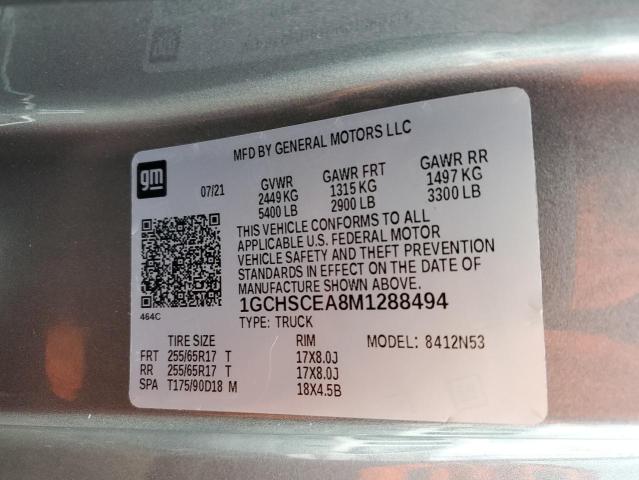 MFD BY GENERAL MOTORS LLC
gm
07/21
GVWR
2449 KG
5400 LB
GAWR FRT
1315 KG
2900 LB
GAWR RR
1497 KG
3300 LB
THIS VEHICLE CONFORMS TO ALL
APPLICABLE U.S. FEDERAL MOTOR
VEHICLE SAFETY AND THEFT PREVENTION
STANDARDS IN EFFECT ON THE DATE OF
MANUFACTURE SHOWN ABOVE.
464C
1GCHSCEA8M1288494
TYPE: TRUCK
TIRE SIZE RIM MODEL: 8412N53
FRT 255/65R17 T 17X8.0J
RR 255/65R17 T 17X8.0J
SPA T175/90D18 M 18X4.5B